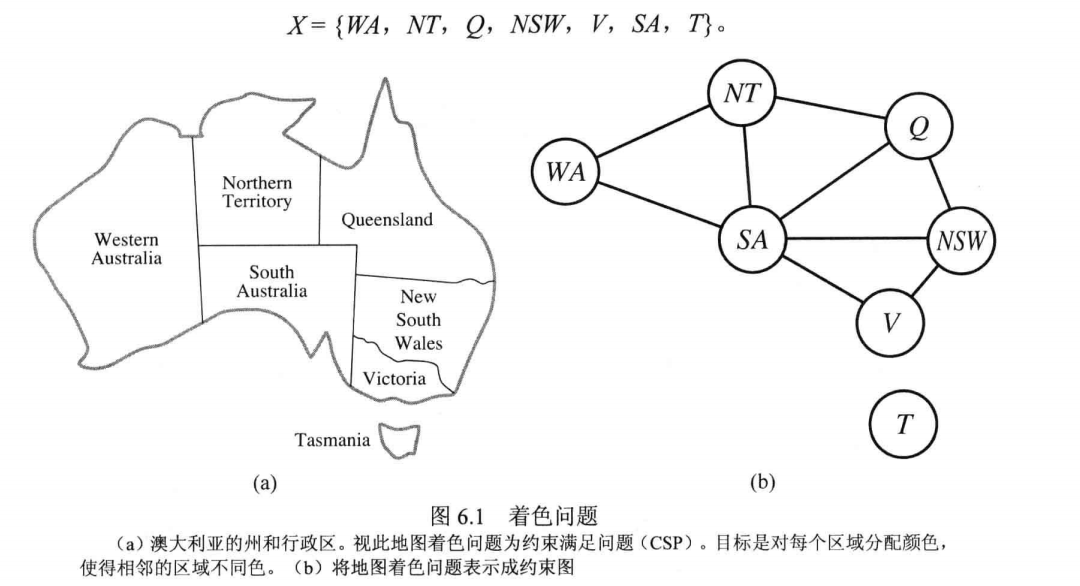 X= {WA, NT, Q, NSW, V, SA, T}。
Northern
Territory
Western
Australia
Queensland
South
Australia
New
South
Wales
Victoria
Tasmania
(a)
NT
Q
WA
SA
NSW
V
T
(b)
图 6.1 着色问题
（a）澳大利亚的州和行政区。视此地图着色问题为约束满足问题（CSP）。目标是对每个区域分配颜色，
使得相邻的区域不同色。（b）将地图着色问题表示成约束图